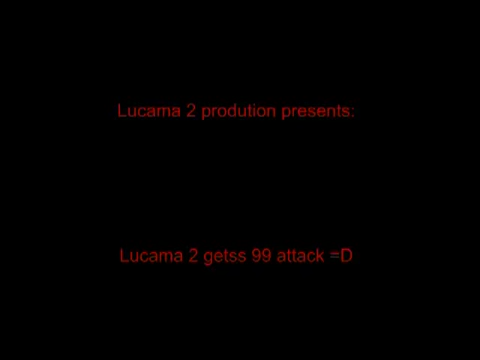 Lucama 2 prodution presents:
Lucama 2 getss 99 attack =D